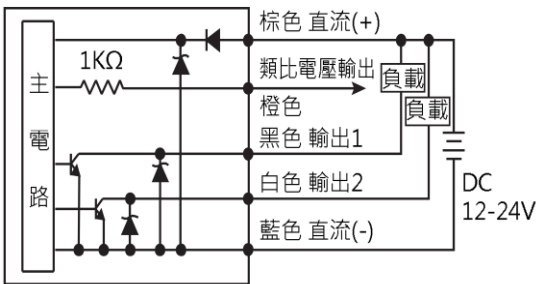 棕色 直流(+)
1KΩ
類比電壓輸出
橙色
負載
負載
主電路
黑色 輸出1
白色 輸出2
藍色 直流(-)
DC
12-24V